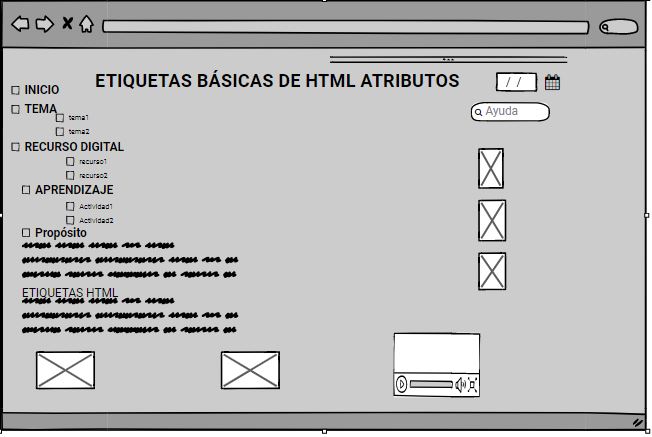 ETIQUETAS BÁSICAS DE HTML ATRIBUTOS
/ /
INICIO
Ayuda
TEMA
tema1
tema2
RECURSO DIGITAL
recurso1
recurso2
APRENDIZAJE
Actividad1
Actividad2
Propósito
ETIQUETAS HTML